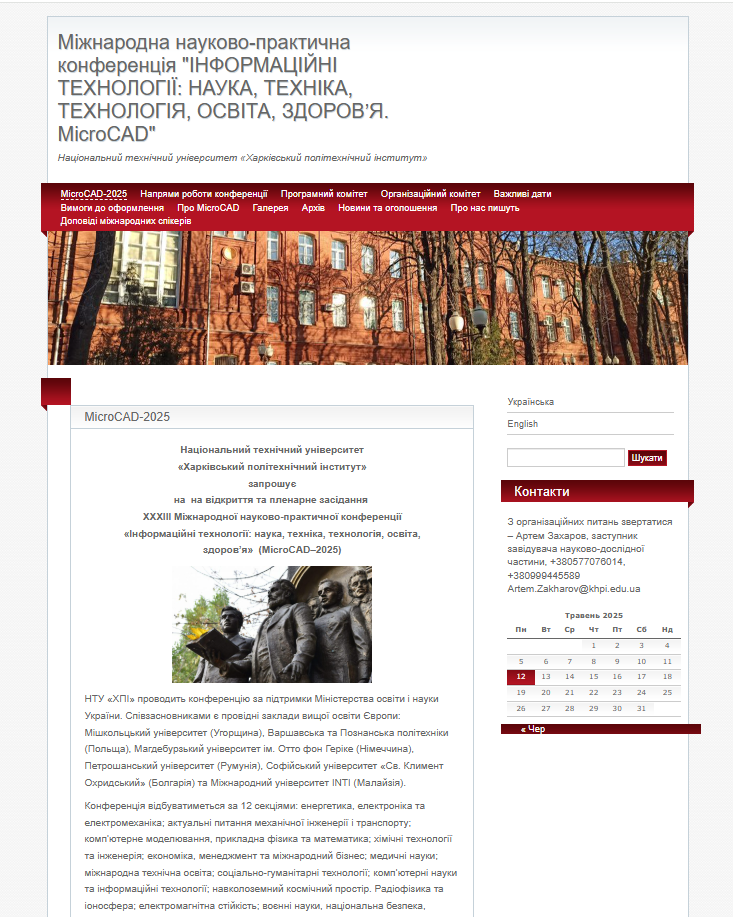 Міжнародна науково-практична
конференція "ІНФОРМАЦІЙНІ
ТЕХНОЛОГІЇ: НАУКА, ТЕХНІКА,
ТЕХНОЛОГІЯ, ОСВІТА, ЗДОРОВ’Я.
MicroCAD"
Національний технічний університет «Харківський політехнічний інститут»
MicroCAD-2025 Напрями роботи конференції Програмний комітет Організаційний комітет Важливі дати
Вимоги до оформлення Про MicroCAD Галерея Архів Новини та оголошення Про нас пишуть
Доповіді міжнародних спікерів
MicroCAD-2025
Національний технічний університет
«Харківський політехнічний інститут»
запрошує
на на відкриття та пленарне засідання
XXXIII Міжнародної науково-практичної конференції
«Інформаційні технології: наука, техніка, технологія, освіта,
здоров’я» (MicroCAD–2025)
НТУ «ХПІ» проводить конференцію за підтримки Міністерства освіти і науки
України. Співзасновниками є провідні заклади вищої освіти Європи:
Мішкольцький університет (Угорщина), Варшавська та Познанська політехніки
(Польща), Магдебурзький університет ім. Отто фон Геріке (Німеччина),
Петрошанський університет (Румунія), Софійський університет «Св. Климент
Охридський» (Болгарія) та Міжнародний університет INTI (Малайзія).
Конференція відбуватиметься за 12 секціями: енергетика, електроніка та
електромеханіка; актуальні питання механічної інженерії і транспорту;
комп’ютерне моделювання, прикладна фізика та математика; хімічні технології
та інженерія; економіка, менеджмент та міжнародний бізнес; медичні науки;
міжнародна технічна освіта; соціально-гуманітарні технології; комп’ютерні науки
та інформаційні технології; навколоземний космічний простір. Радіофізика та
іоносфера; електромагнітна стійкість; воєнні науки, національна безпека,
Українська
English
Шукати
Контакти
З організаційних питань звертатися
– Артем Захаров, заступник
завідувача науково-дослідної
частини, +380577076014,
+380999445589
Artem.Zakharov@khpi.edu.ua
Травень 2025
Пн Вт Ср Чт Пт Сб Нд
1 2 3 4
5 6 7 8 9 10 11
12 13 14 15 16 17 18
19 20 21 22 23 24 25
26 27 28 29 30 31
« Чер